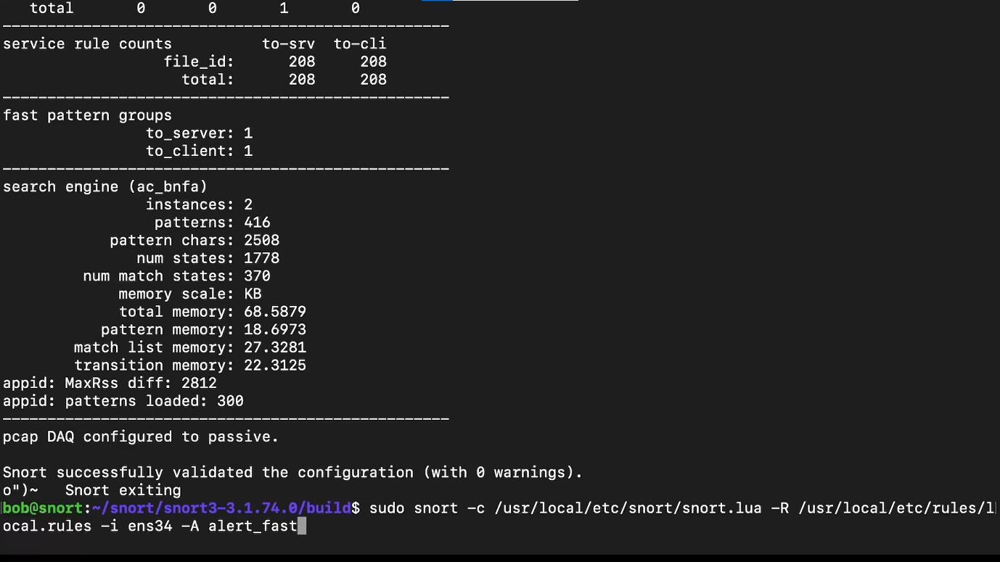 total 0 0 1 0
--------------------------------------------------
service rule counts to-srv to-cli
file_id: 208 208
total: 208 208
--------------------------------------------------
fast pattern groups
to_server: 1
to_client: 1
--------------------------------------------------
search engine (ac_bnfa)
instances: 2
patterns: 416
pattern chars: 2508
num states: 1778
num match states: 370
memory scale: KB
total memory: 68.5879
pattern memory: 18.6973
match list memory: 27.3281
transition memory: 22.3125
appid: MaxRss diff: 2812
appid: patterns loaded: 300
--------------------------------------------------
pcap DAQ configured to passive.
Snort successfully validated the configuration (with 0 warnings).
o")~ Snort exiting
bob@snort:~/snort/snort3-3.1.74.0/build$ sudo snort -c /usr/local/etc/snort/snort.lua -R /usr/local/etc/rules/l
ocal.rules -i ens34 -A alert_fast